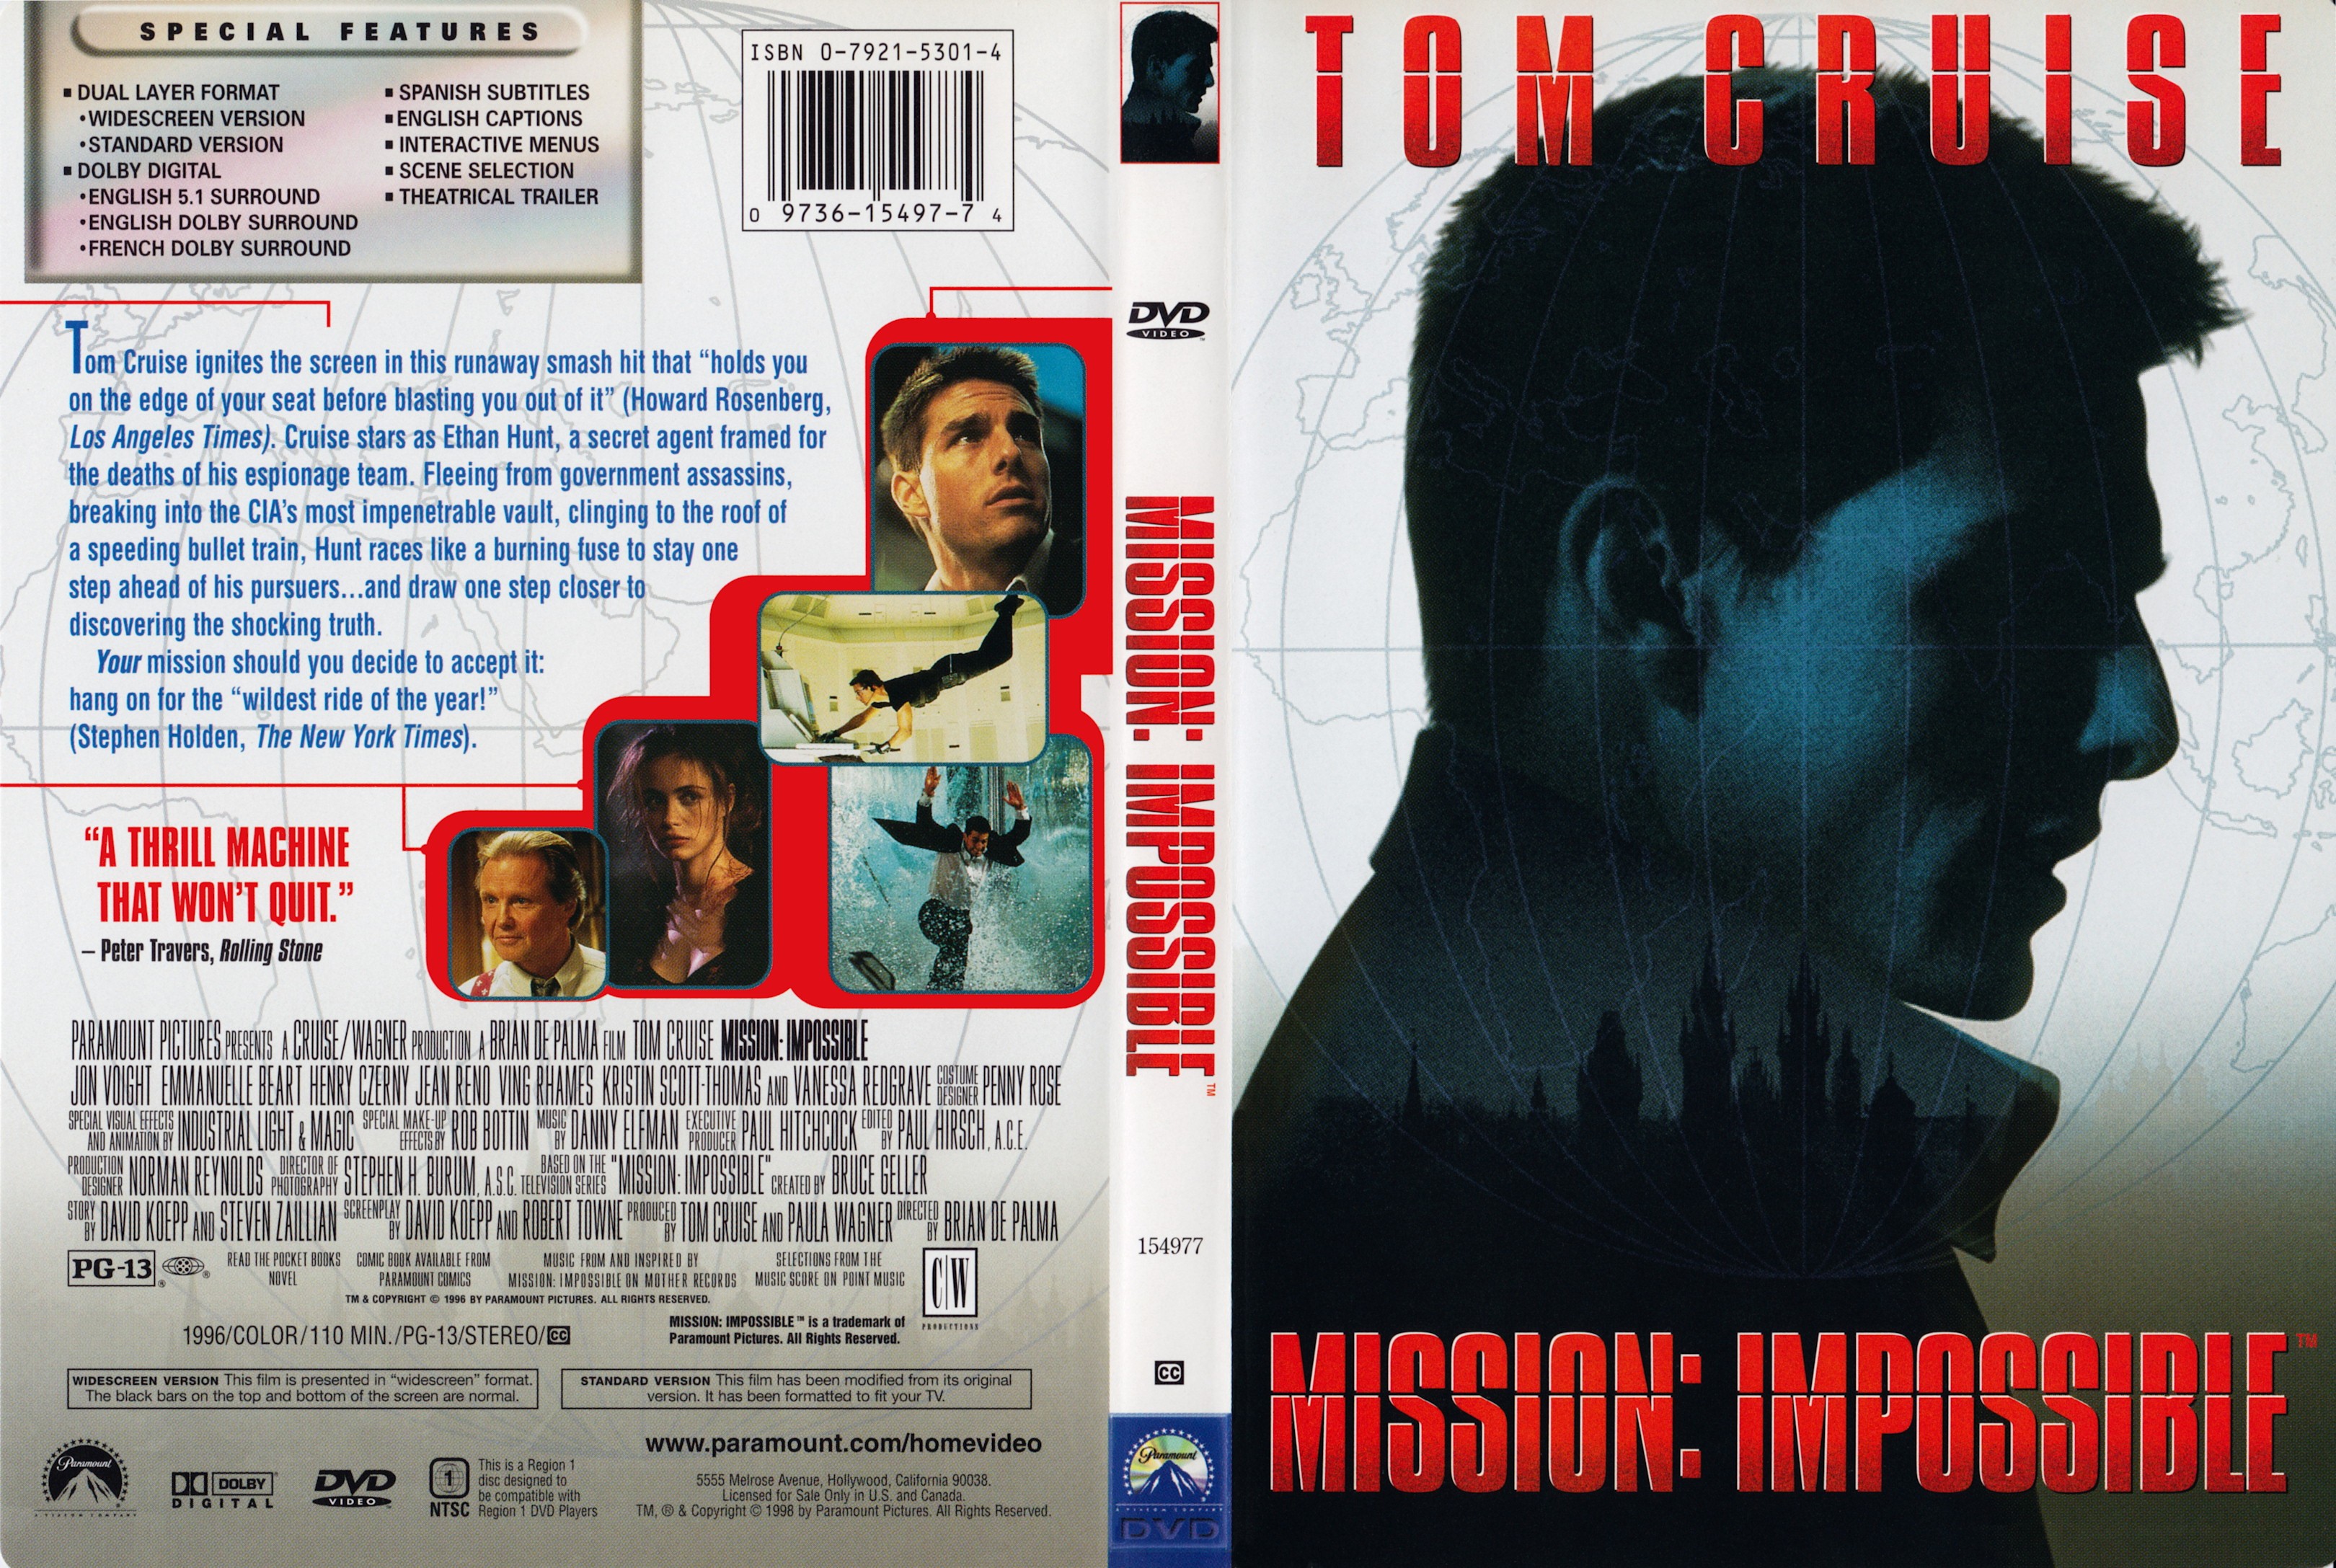 SPECIAL FEATURES
▪ DUAL LAYER FORMAT
•WIDESCREEN VERSION
•STANDARD VERSION
▪ DOLBY DIGITAL
•ENGLISH 5.1 SURROUND
•ENGLISH DOLBY SURROUND
•FRENCH DOLBY SURROUND
▪ SPANISH SUBTITLES
▪ ENGLISH CAPTIONS
▪ INTERACTIVE MENUS
▪ SCENE SELECTION
▪ THEATRICAL TRAILER
ISBN 0-7921-5301-4
0 9736-15497-7 4
Tom Cruise ignites the screen in this runaway smash hit that “holds you
on the edge of your seat before blasting you out of it” (Howard Rosenberg,
Los Angeles Times). Cruise stars as Ethan Hunt, a secret agent framed for
the deaths of his espionage team. Fleeing from government assassins,
breaking into the CIA’s most impenetrable vault, clinging to the roof of
a speeding bullet train, Hunt races like a burning fuse to stay one
step ahead of his pursuers...and draw one step closer to
discovering the shocking truth.
Your mission should you decide to accept it:
hang on for the “wildest ride of the year!”
(Stephen Holden, The New York Times).
“A THRILL MACHINE
THAT WON’T QUIT.”
– Peter Travers, Rolling Stone
PARAMOUNT PICTURES PRESENTS A CRUISE/WAGNER PRODUCTION A BRIAN DE PALMA FILM TOM CRUISE MISSION: IMPOSSIBLE
JON VOIGHT EMMANUELLE BEART HENRY CZERNY JEAN RENO VING RHAMES KRISTIN SCOTT-THOMAS AND VANESSA REDGRAVE COSTUME DESIGNER PENNY ROSE
SPECIAL VISUAL EFFECTS AND ANIMATION BY INDUSTRIAL LIGHT & MAGIC SPECIAL MAKE-UP EFFECTS BY ROB BOTTIN MUSIC BY DANNY ELFMAN EXECUTIVE PRODUCER PAUL HITCHCOCK EDITED BY PAUL HIRSCH, A.C.E.
PRODUCTION DESIGNER NORMAN REYNOLDS DIRECTOR OF PHOTOGRAPHY STEPHEN H. BURUM, A.S.C. BASED ON THE TELEVISION SERIES "MISSION: IMPOSSIBLE" CREATED BY BRUCE GELLER
STORY BY DAVID KOEPP AND STEVEN ZAILLIAN SCREENPLAY BY DAVID KOEPP AND ROBERT TOWNE PRODUCED BY TOM CRUISE AND PAULA WAGNER DIRECTED BY BRIAN DE PALMA
PG-13 ®
®
READ THE POCKET BOOKS
NOVEL
COMIC BOOK AVAILABLE FROM
PARAMOUNT COMICS
MUSIC FROM AND INSPIRED BY
MISSION: IMPOSSIBLE ON MOTHER RECORDS
SELECTIONS FROM THE
MUSIC SCORE ON POINT MUSIC
C/W
PRODUCTIONS
TM & COPYRIGHT © 1996 BY PARAMOUNT PICTURES. ALL RIGHTS RESERVED.
1996/COLOR/110 MIN./PG-13/STEREO/CC
MISSION: IMPOSSIBLE ™ is a trademark of
Paramount Pictures. All Rights Reserved.
WIDESCREEN VERSION This film is presented in “widescreen” format.
The black bars on the top and bottom of the screen are normal.
STANDARD VERSION This film has been modified from its original
version. It has been formatted to fit your TV.
www.paramount.com/homevideo
Paramount
A VIACOM COMPANY
DOLBY
DIGITAL
DVD
VIDEO
1
NTSC
This is a Region 1
disc designed to
be compatible with
Region 1 DVD Players
5555 Melrose Avenue, Hollywood, California 90038.
Licensed for Sale Only in U.S. and Canada.
TM, ® & Copyright © 1998 by Paramount Pictures. All Rights Reserved.
DVD
VIDEO
MISSION: IMPOSSIBLE™
154977
CC
Paramount
A VIACOM COMPANY
DVD
TOM CRUISE
MISSION: IMPOSSIBLE™